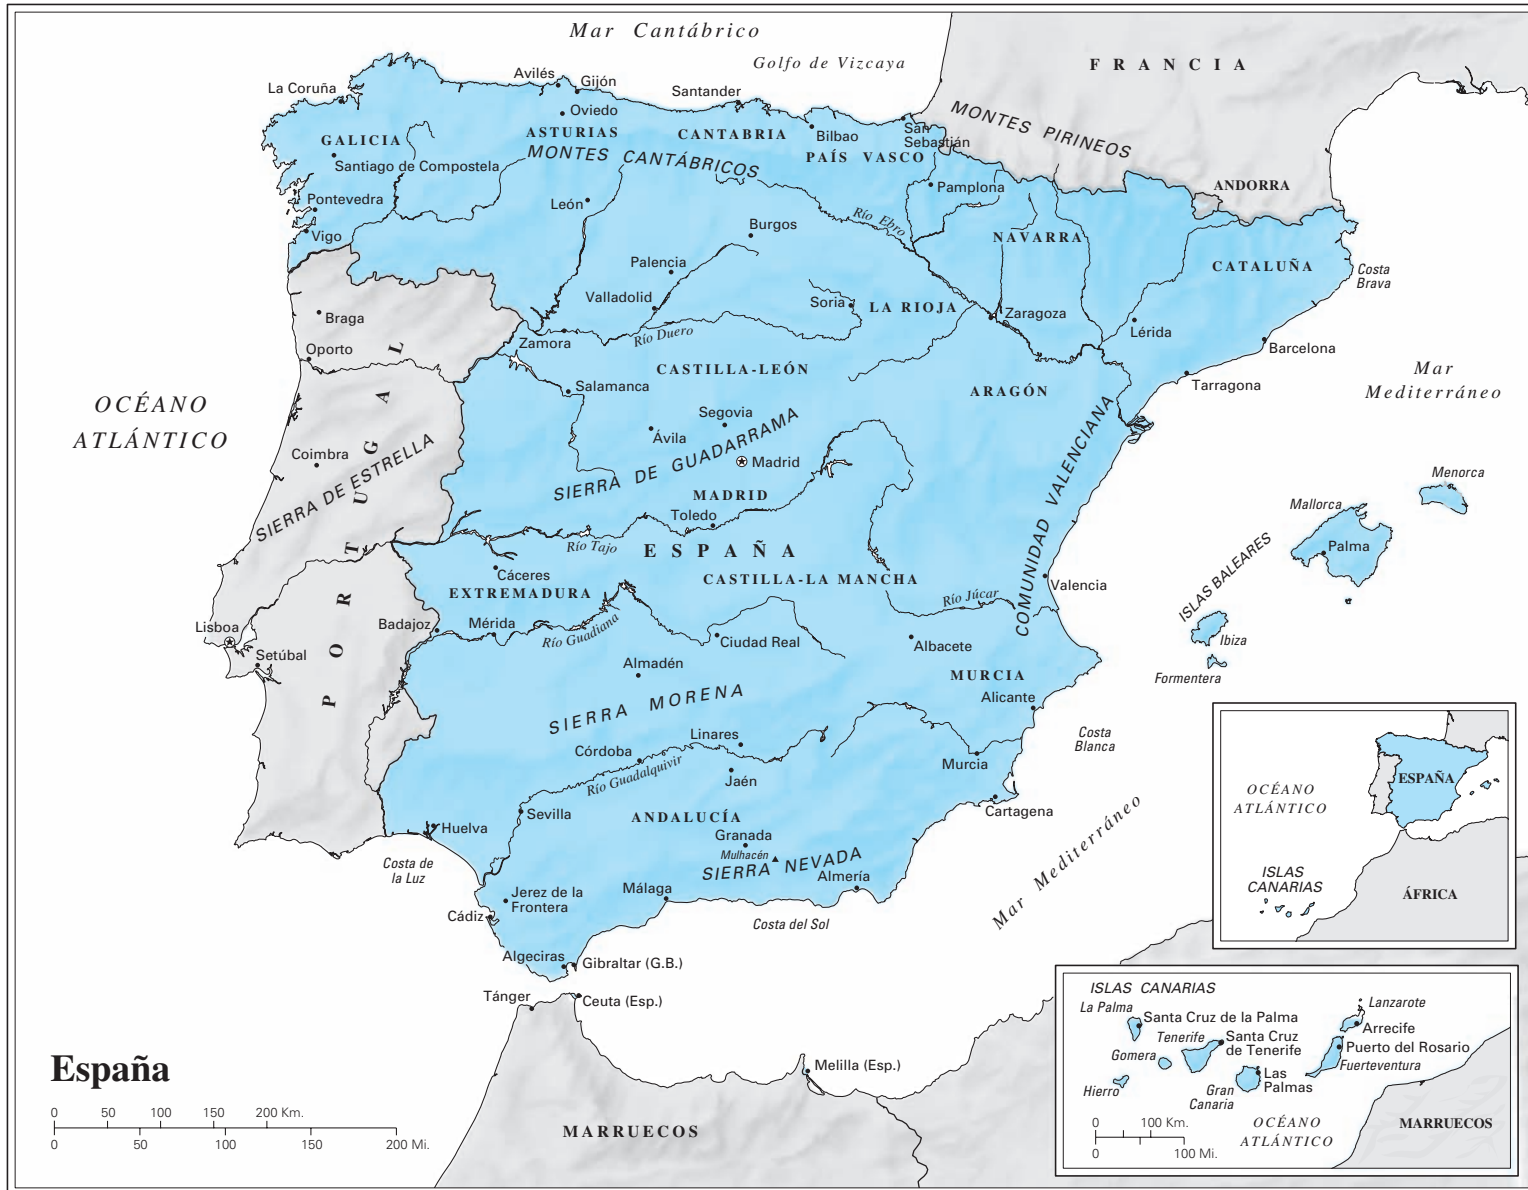 Mar Cantábrico
Golfo de Vizcaya
FRANCIA
Avilés
Gijón
La Coruña
Santander
Oviedo
GALICIA
ASTURIAS
CANTABRIA
Bilbao
San
Sebastián
MONTES PIRINEOS
MONTES CANTÁBRICOS
PAÍS VASCO
Santiago de Compostela
Pamplona
ANDORRA
Pontevedra
León
Vigo
Burgos
Río Ebro
NAVARRA
CATALUÑA
Costa
Brava
Palencia
Valladolid
Soria
LA RIOJA
Zaragoza
Lérida
Braga
Oporto
Zamora
Río Duero
Barcelona
CASTILLA-LEÓN
Salamanca
ARAGÓN
Tarragona
Mar
Mediterráneo
OCÉANO
ATLÁNTICO
PORTUGAL
Segovia
Ávila
SIERRA DE GUADARRAMA
Madrid
MADRID
Coimbra
SIERRA DE ESTRELLA
COMUNIDAD VALENCIANA
Menorca
Mallorca
Palma
ISLAS BALEARES
Toledo
Río Tajo
ESPAÑA
Cáceres
EXTREMADURA
CASTILLA-LA MANCHA
Valencia
Río Júcar
Ibiza
Formentera
Lisboa
Setúbal
Badajoz
Mérida
Río Guadiana
Ciudad Real
Albacete
Almadén
MURCIA
Alicante
SIERRA MORENA
Costa
Blanca
Linares
Córdoba
Murcia
Río Guadalquivir
Jaén
Cartagena
Sevilla
ANDALUCÍA
Huelva
Granada
Mulhacén
SIERRA NEVADA
Costa de
la Luz
Jerez de la
Frontera
Málaga
Almería
Cádiz
Costa del Sol
Mar Mediterráneo
Algeciras
Gibraltar (G.B.)
Tánger
Ceuta (Esp.)
Melilla (Esp.)
MARRUECOS
España
0 50 100 150 200 Km.
0 50 100 150 200 Mi.
ESPAÑA
OCÉANO
ATLÁNTICO
ISLAS
CANARIAS
ÁFRICA
ISLAS CANARIAS
La Palma
Santa Cruz de la Palma
Lanzarote
Arrecife
Tenerife
Santa Cruz
de Tenerife
Puerto del Rosario
Fuerteventura
Gomera
Hierro
Gran
Canaria
Las
Palmas
0 100 Km.
0 100 Mi.
OCÉANO
ATLÁNTICO
MARRUECOS